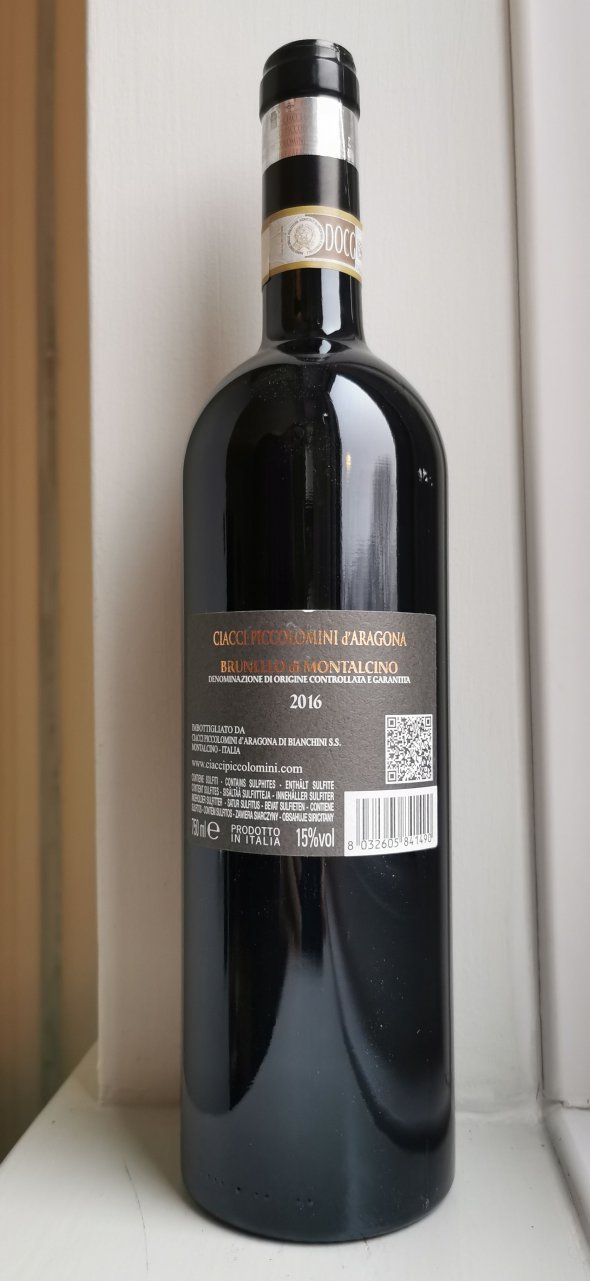 DOCG
CIACCI PICCOLOMINI d'ARAGONA
BRUNELLO di MONTALCINO
DENOMINAZIONE DI ORIGINE CONTROLLATA E GARANTITA
2016
IMBOTTIGLIATO DA
CIACCI PICCOLOMINI d'ARAGONA DI BIANCHINI S.S.
MONTALCINO - ITALIA
www.ciaccipiccolomini.com
CONTIENE SOLFITI - CONTAINS SULPHITES - ENTHÄLT SULFITE
CONTIENT SULFITES - SISÄLTÄÄ SULFIITTEJA - INNEHÅLLER SULFITER
INDEHOLDER SULFITTER - SATUR SULFITUS - BEVAT SULFIETEN - CONTIENE
SULFITOS - CONTÉM SULFITOS - ZAWIERA SIARCZYNY - OBSAHUJE SIRICITANY
750 ml e PRODOTTO IN ITALIA 15%vol
8 032605 841490